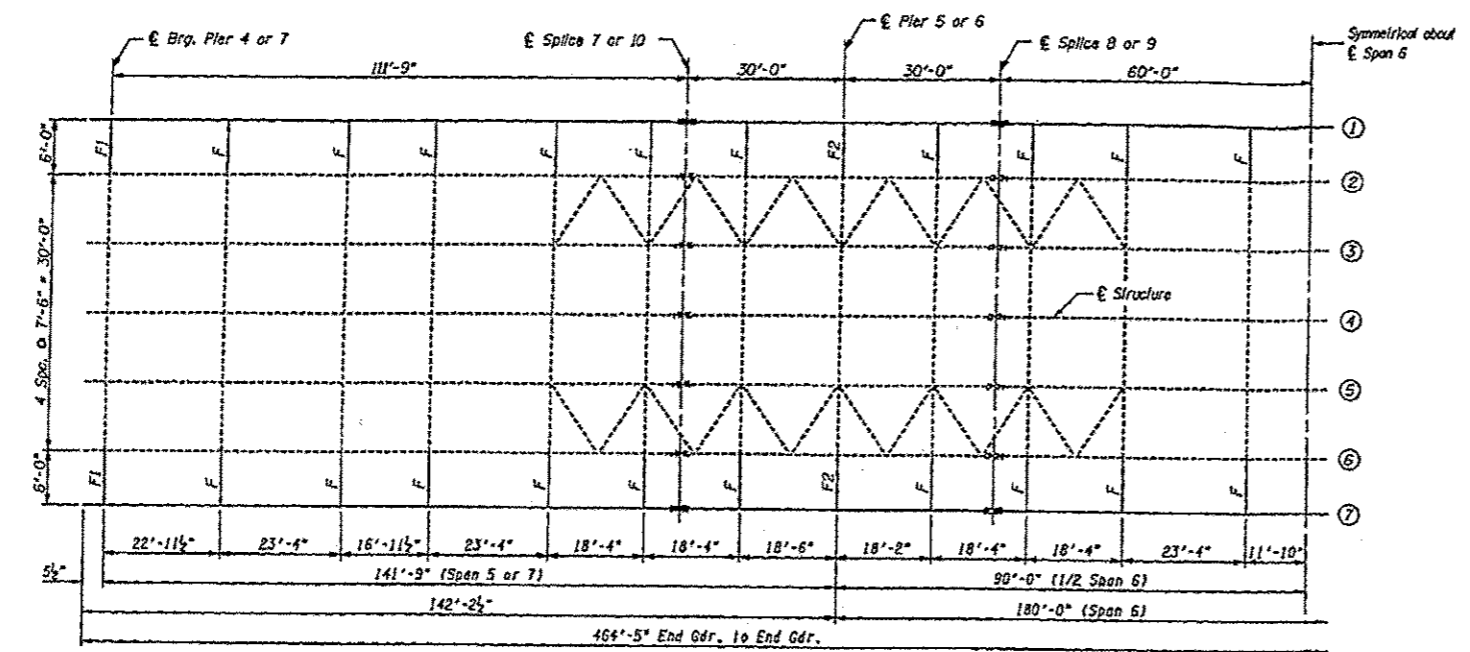 ℄ Brg. Pier 4 or 7
℄ Splice 7 or 10
℄ Pier 5 or 6
℄ Splice 8 or 9
Symmetrical about
℄ Span 6
111'-9"
30'-0"
30'-0"
60'-0"
6'-0"
F1
F
F
F
F
F
F
F2
F
F
F
F
①
②
③
4 Spa. @ 7'-6" = 30'-0"
℄ Structure
④
⑤
⑥
6'-0"
F1
F
F
F
F
F
F
F2
F
F
F
F
⑦
22'-11½"
23'-4"
16'-11½"
23'-4"
18'-4"
18'-4"
18'-6"
18'-2"
18'-4"
18'-4"
23'-4"
11'-10"
5½"
141'-9" (Span 5 or 7)
90'-0" (1/2 Span 6)
142'-2½"
180'-0" (Span 6)
464'-5" End Gdr. to End Gdr.